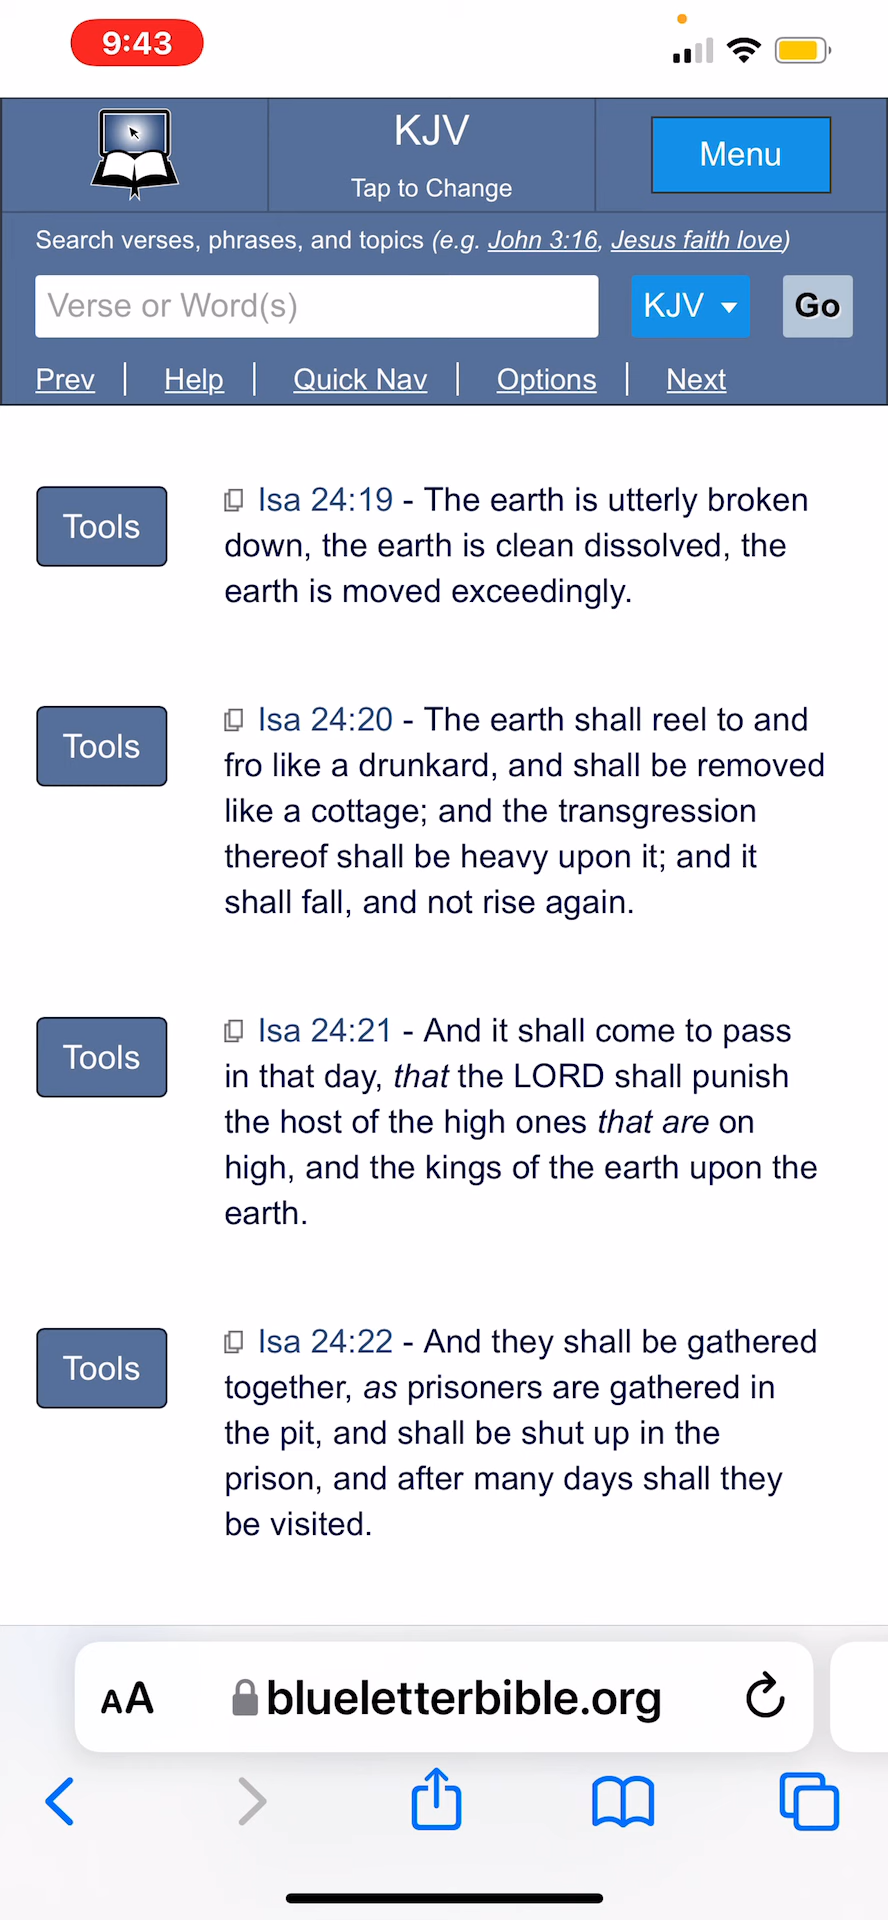 9:43
KJV
Tap to Change
Menu
Search verses, phrases, and topics (e.g. John 3:16, Jesus faith love)
Verse or Word(s)
KJV
Go
Prev | Help | Quick Nav | Options | Next
Tools
Isa 24:19 - The earth is utterly broken
down, the earth is clean dissolved, the
earth is moved exceedingly.
Tools
Isa 24:20 - The earth shall reel to and
fro like a drunkard, and shall be removed
like a cottage; and the transgression
thereof shall be heavy upon it; and it
shall fall, and not rise again.
Tools
Isa 24:21 - And it shall come to pass
in that day, that the LORD shall punish
the host of the high ones that are on
high, and the kings of the earth upon the
earth.
Tools
Isa 24:22 - And they shall be gathered
together, as prisoners are gathered in
the pit, and shall be shut up in the
prison, and after many days shall they
be visited.
AA
blueletterbible.org